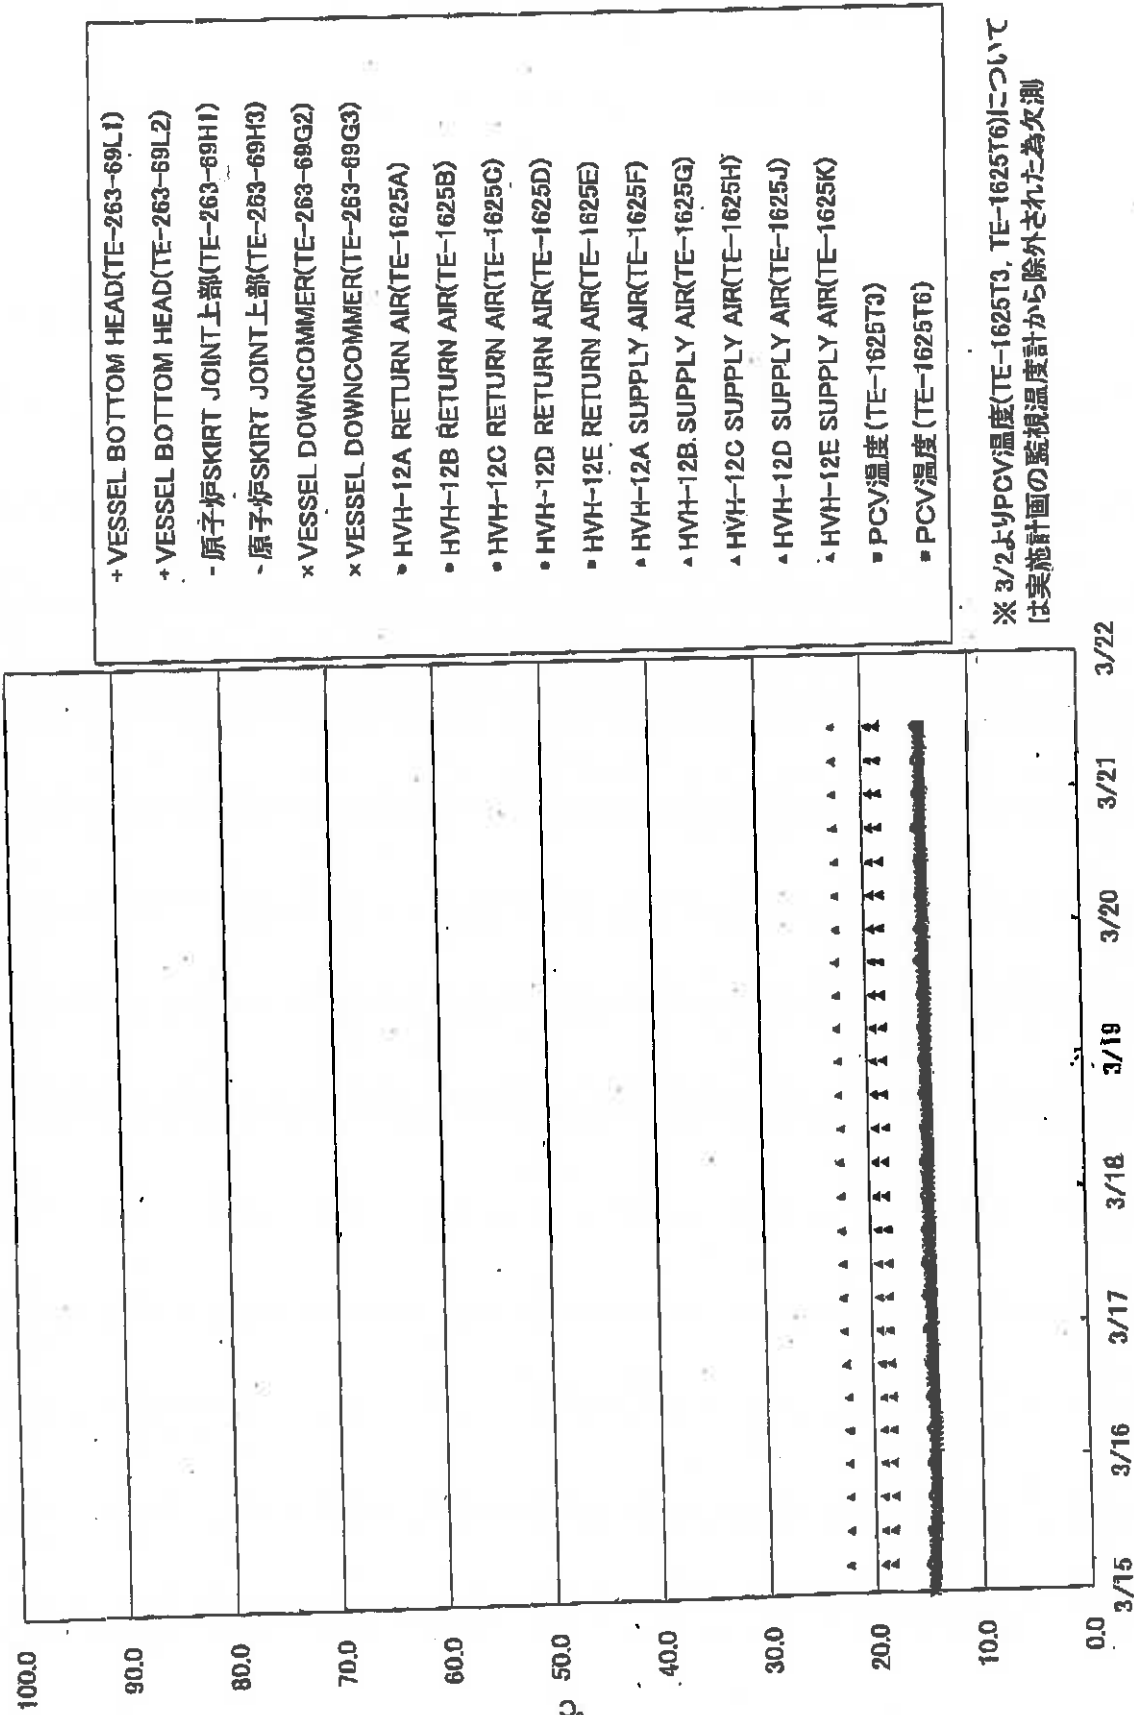 100.0
90.0
80.0
70.0
60.0
50.0
40.0
30.0
20.0
10.0
0.0
℃
3/15
3/16
3/17
3/18
3/19
3/20
3/21
3/22
+ VESSEL BOTTOM HEAD(TE-263-69L1)
+ VESSEL BOTTOM HEAD(TE-263-69L2)
- 原子炉SKIRT JOINT上部(TE-263-69H1)
- 原子炉SKIRT JOINT上部(TE-263-69H3)
× VESSEL DOWNCOMMER(TE-263-69G2)
× VESSEL DOWNCOMMER(TE-263-69G3)
● HVH-12A RETURN AIR(TE-1625A)
● HVH-12B RETURN AIR(TE-1625B)
● HVH-12C RETURN AIR(TE-1625C)
● HVH-12D RETURN AIR(TE-1625D)
● HVH-12E RETURN AIR(TE-1625E)
▲ HVH-12A SUPPLY AIR(TE-1625F)
▲ HVH-12B SUPPLY AIR(TE-1625G)
▲ HVH-12C SUPPLY AIR(TE-1625H)
▲ HVH-12D SUPPLY AIR(TE-1625J)
▲ HVH-12E SUPPLY AIR(TE-1625K)
■ PCV温度(TE-1625T3)
■ PCV温度(TE-1625T6)
※ 3/2よりPCV温度(TE-1625T3, TE-1625T6)について
は実施計画の監視温度計から除外された為欠測